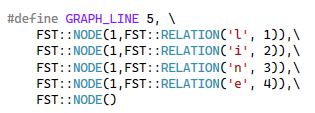 #define GRAPH_LINE 5, \
FST::NODE(1,FST::RELATION('l', 1)),\
FST::NODE(1,FST::RELATION('i', 2)),\
FST::NODE(1,FST::RELATION('n', 3)),\
FST::NODE(1,FST::RELATION('e', 4)),\
FST::NODE()